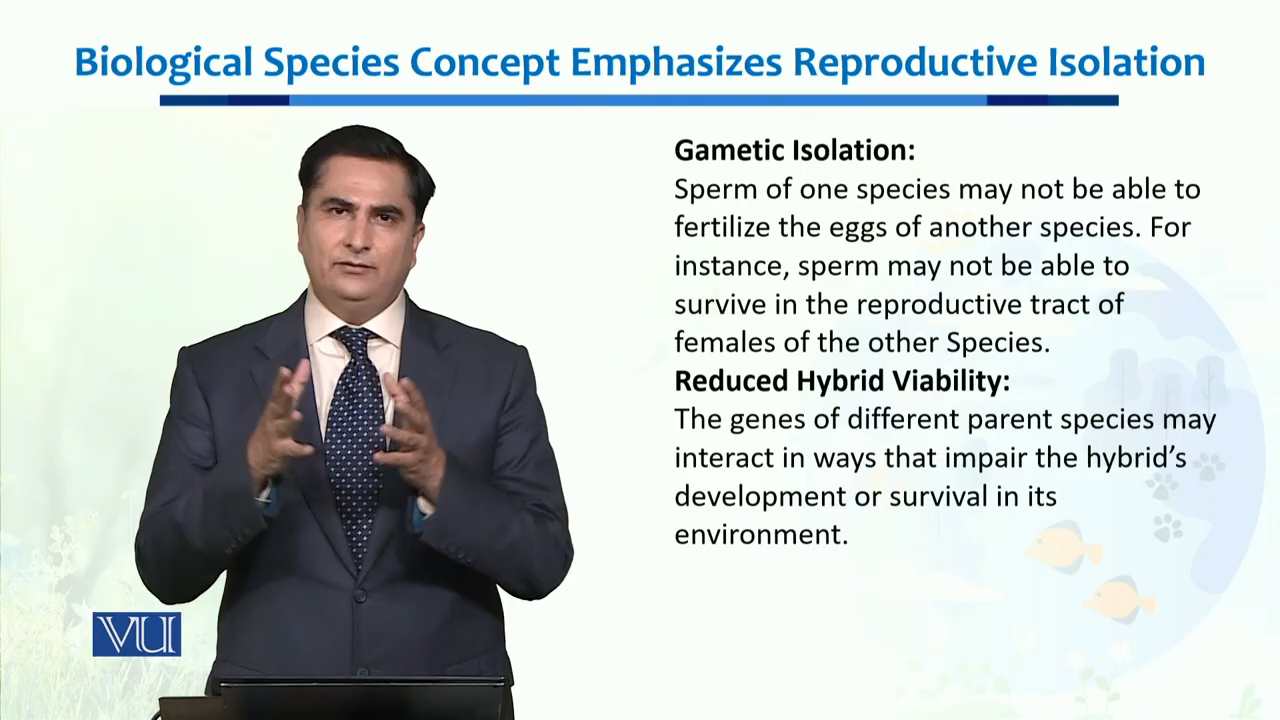 Biological Species Concept Emphasizes Reproductive Isolation
Gametic Isolation:
Sperm of one species may not be able to
fertilize the eggs of another species. For
instance, sperm may not be able to
survive in the reproductive tract of
females of the other Species.
Reduced Hybrid Viability:
The genes of different parent species may
interact in ways that impair the hybrid’s
development or survival in its
environment.
VU